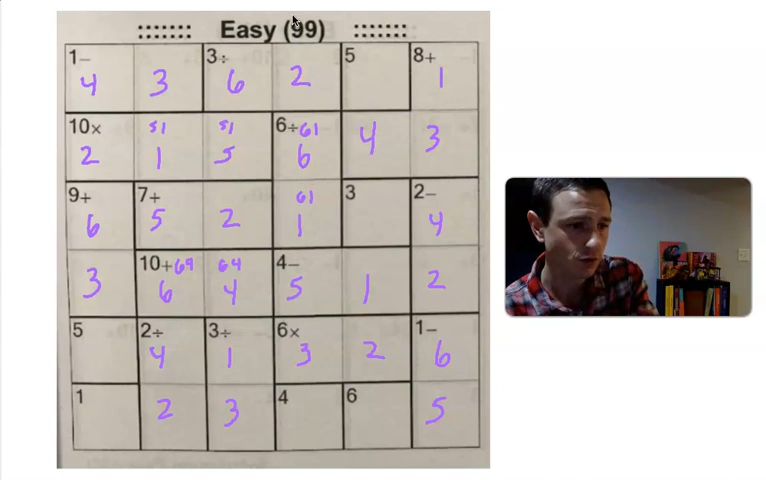 Easy (99)
1– 3÷ 5 8+
4 3 6 2 1
10× 51 51 6÷ 61
2 1 5 6 4 3
9+ 7+ 61 3 2–
6 5 2 1 4
10+ 64 4–
3 6 4 5 1 2
5 2÷ 3÷ 6× 1–
4 1 3 2 6
1 4 6
2 3 5